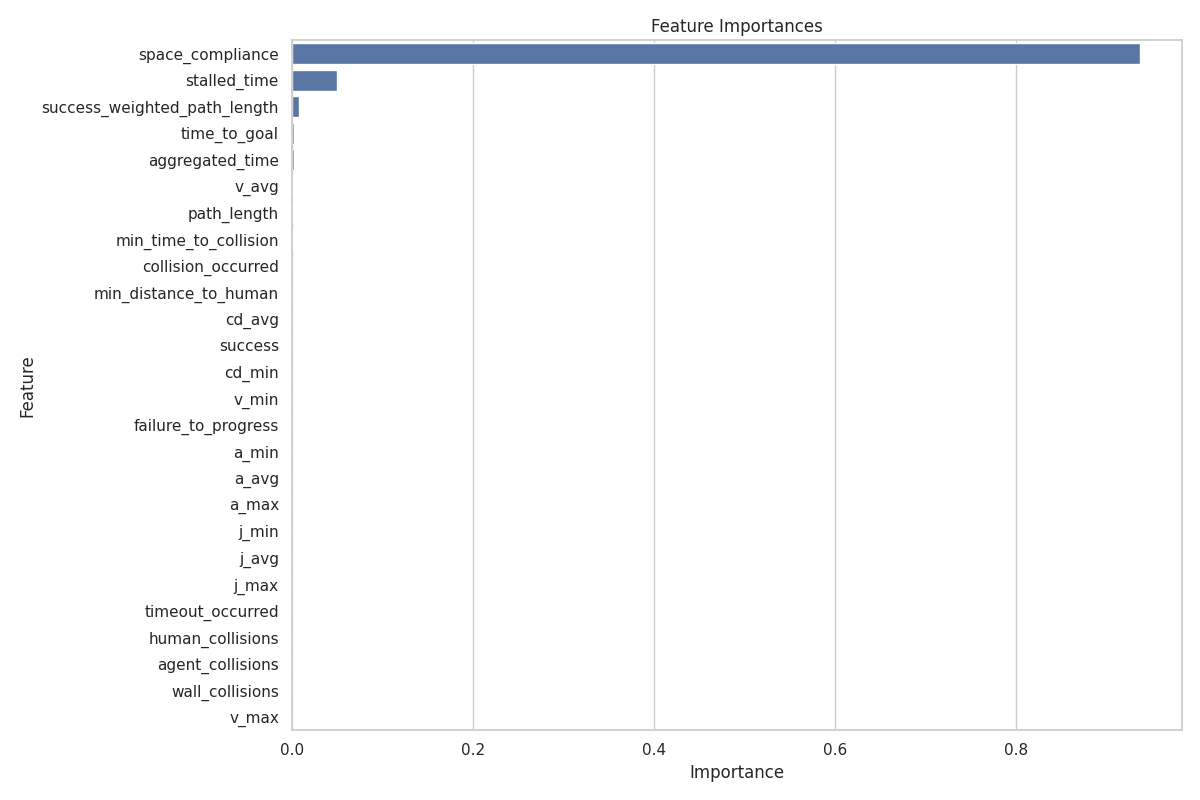 Feature Importances
space_compliance
stalled_time
success_weighted_path_length
time_to_goal
aggregated_time
v_avg
path_length
min_time_to_collision
collision_occurred
min_distance_to_human
cd_avg
success
cd_min
v_min
failure_to_progress
a_min
a_avg
a_max
j_min
j_avg
j_max
timeout_occurred
human_collisions
agent_collisions
wall_collisions
v_max
Feature
0.0 0.2 0.4 0.6 0.8
Importance